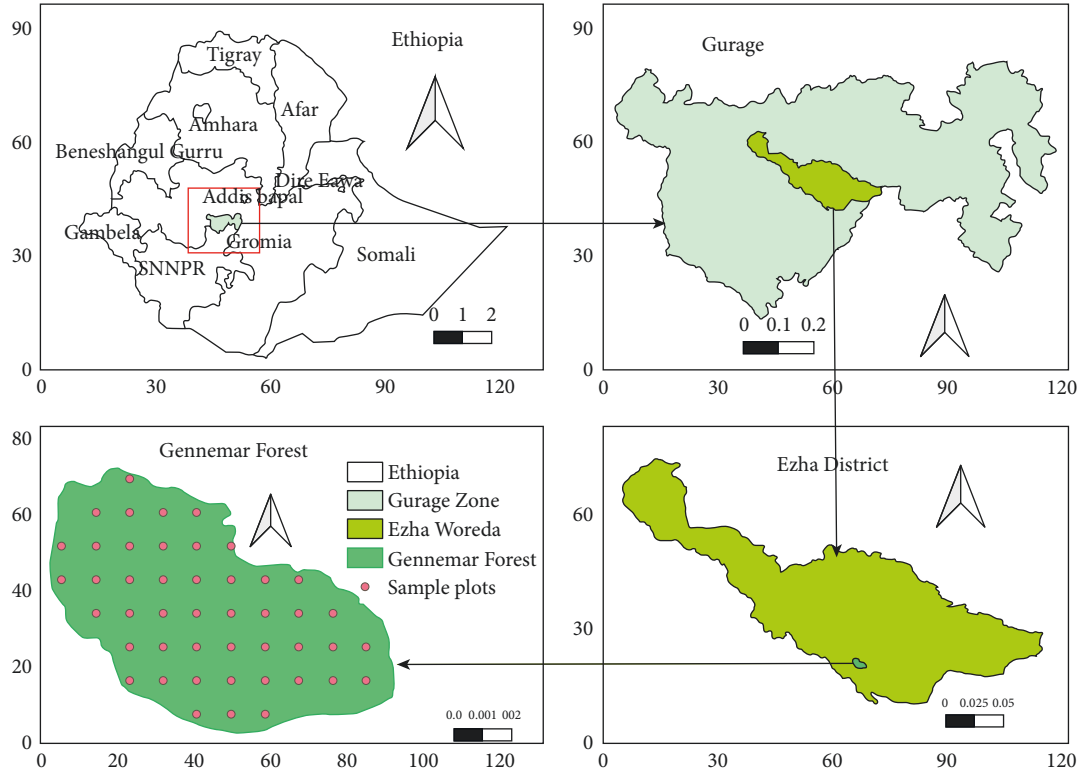 90
60
30
0
0 30 60 90 120
Ethiopia
Tigray
Afar
Amhara
Beneshangul Gurru
Dire Eawa
Addis bapal
Gambela
Gromia
SNNPR
Somali
0 1 2
90
60
30
0
0 30 60 90 120
Gurage
0 0.1 0.2
80
60
40
20
0
0 20 40 60 80 100 120
Gennemar Forest
Ethiopia
Gurage Zone
Ezha Woreda
Gennemar Forest
Sample plots
0.0 0.001 002
60
30
0
0 30 60 90 120
Ezha District
0 0.025 0.05